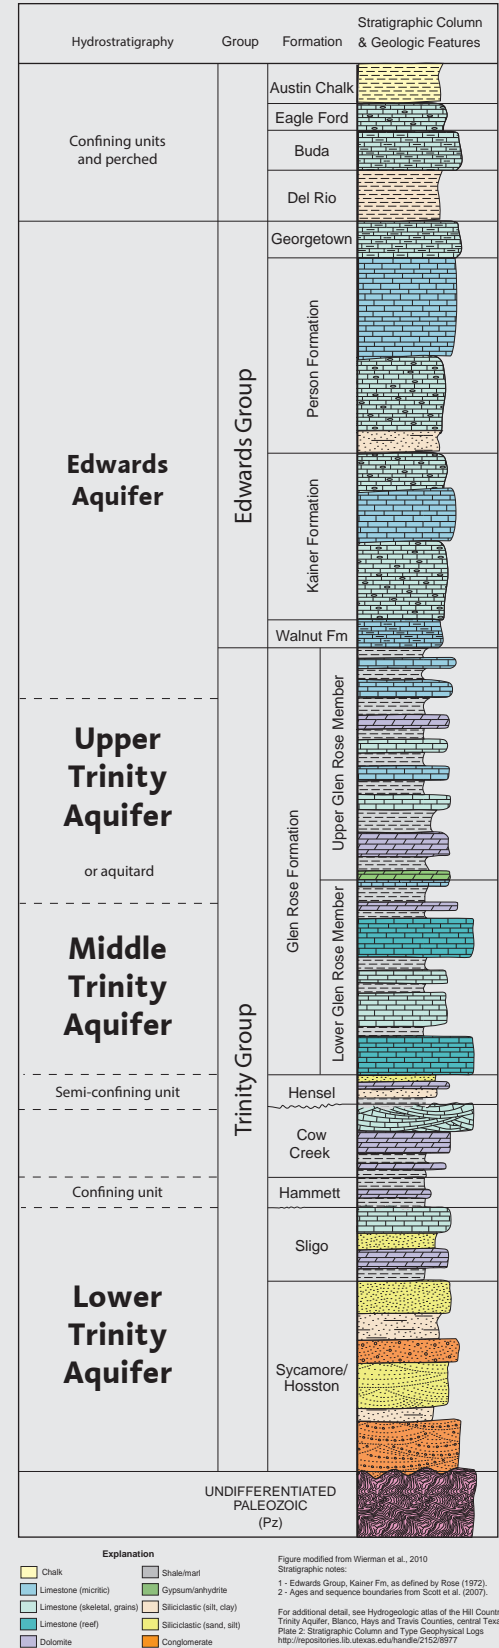 Hydrostratigraphy
Group
Formation
Stratigraphic Column
& Geologic Features
Confining units
and perched
Austin Chalk
Eagle Ford
Buda
Del Rio
Edwards
Aquifer
Edwards Group
Georgetown
Person Formation
Kainer Formation
Walnut Fm
Upper
Trinity
Aquifer
or aquitard
Middle
Trinity
Aquifer
Semi-confining unit
Confining unit
Lower
Trinity
Aquifer
Trinity Group
Glen Rose Formation
Upper Glen Rose Member
Lower Glen Rose Member
Hensel
Cow
Creek
Hammett
Sligo
Sycamore/
Hosston
UNDIFFERENTIATED
PALEOZOIC
(Pz)
Explanation
Chalk
Limestone (micritic)
Limestone (skeletal, grains)
Limestone (reef)
Dolomite
Shale/marl
Gypsum/anhydrite
Siliciclastic (silt, clay)
Siliciclastic (sand, silt)
Conglomerate
Figure modified from Wierman et al., 2010
Stratigraphic notes:
1 - Edwards Group, Kainer Fm, as defined by Rose (1972).
2 - Ages and sequence boundaries from Scott et al. (2007).
For additional detail, see Hydrogeologic atlas of the Hill Country
Trinity Aquifer, Blanco, Hays and Travis Counties, central Texas
Plate 2: Stratigraphic Column and Type Geophysical Logs
http://repositories.lib.utexas.edu/handle/2152/8977